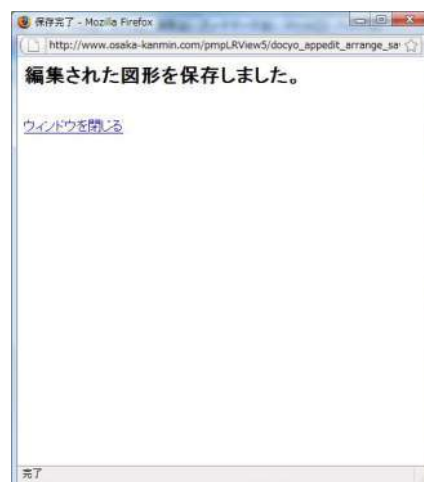 保存完了 - Mozilla Firefox
http://www.osaka-kanmin.com/pmpLRView5/docyo_appedit_arrange_sa
編集された図形を保存しました。
ウィンドウを閉じる
完了